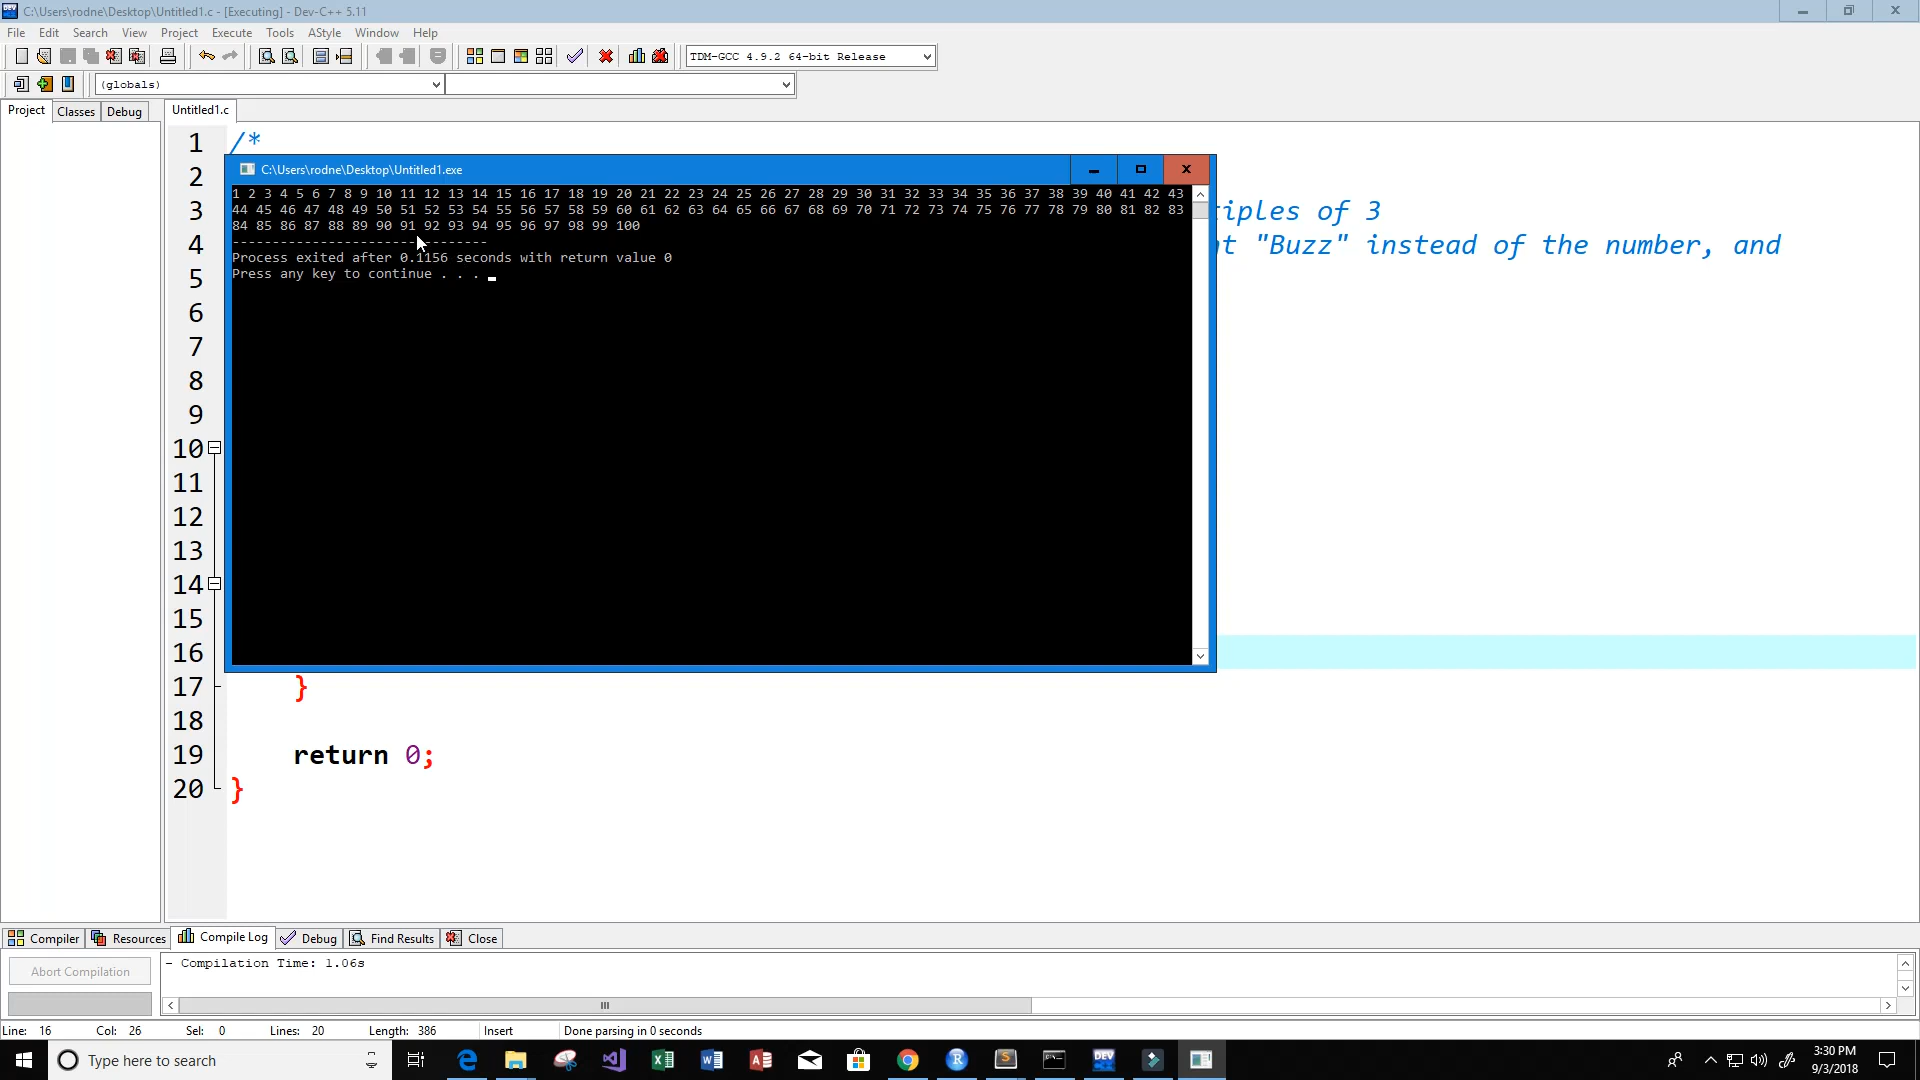 C:\Users\rodne\Desktop\Untitled1.c - [Executing] - Dev-C++ 5.11
File Edit Search View Project Execute Tools AStyle Window Help
TDM-GCC 4.9.2 64-bit Release
(globals)
Project Classes Debug Untitled1.c
1 /*
C:\Users\rodne\Desktop\Untitled1.exe
2
1 2 3 4 5 6 7 8 9 10 11 12 13 14 15 16 17 18 19 20 21 22 23 24 25 26 27 28 29 30 31 32 33 34 35 36 37 38 39 40 41 42 43
44 45 46 47 48 49 50 51 52 53 54 55 56 57 58 59 60 61 62 63 64 65 66 67 68 69 70 71 72 73 74 75 76 77 78 79 80 81 82 83
84 85 86 87 88 89 90 91 92 93 94 95 96 97 98 99 100
--------------------------------
Process exited after 0.1156 seconds with return value 0
Press any key to continue . . .
3 iples of 3
4 t "Buzz" instead of the number, and
5
6
7
8
9
10
11
12
13
14
15
16
17 }
18
19 return 0;
20 }
Compiler Resources Compile Log Debug Find Results Close
Abort Compilation
- Compilation Time: 1.06s
Line: 16 Col: 26 Sel: 0 Lines: 20 Length: 386 Insert Done parsing in 0 seconds
Type here to search
3:30 PM
9/3/2018